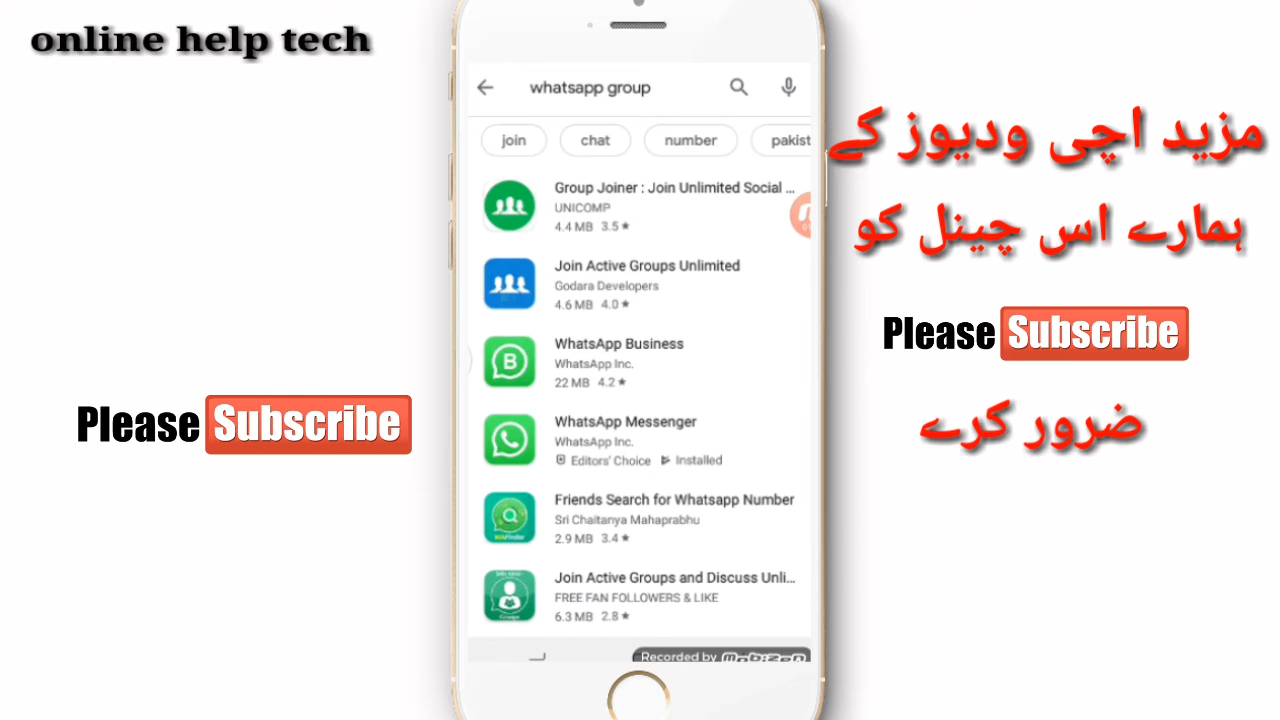 online help tech
whatsapp group
join
chat
number
pakist
Group Joiner : Join Unlimited Social ...
UNICOMP
4.4 MB 3.5 ★
Join Active Groups Unlimited
Godara Developers
4.6 MB 4.0 ★
B
WhatsApp Business
WhatsApp Inc.
22 MB 4.2 ★
WhatsApp Messenger
WhatsApp Inc.
Editors' Choice Installed
Friends Search for Whatsapp Number
Sri Chaitanya Mahaprabhu
2.9 MB 3.4 ★
Join Active Groups and Discuss Unli...
FREE FAN FOLLOWERS & LIKE
6.3 MB 2.8 ★
Recorded by
Please Subscribe
مزید اچی ودیوز کے
ہمارے اس چینل کو
Please Subscribe
ضرور کرے